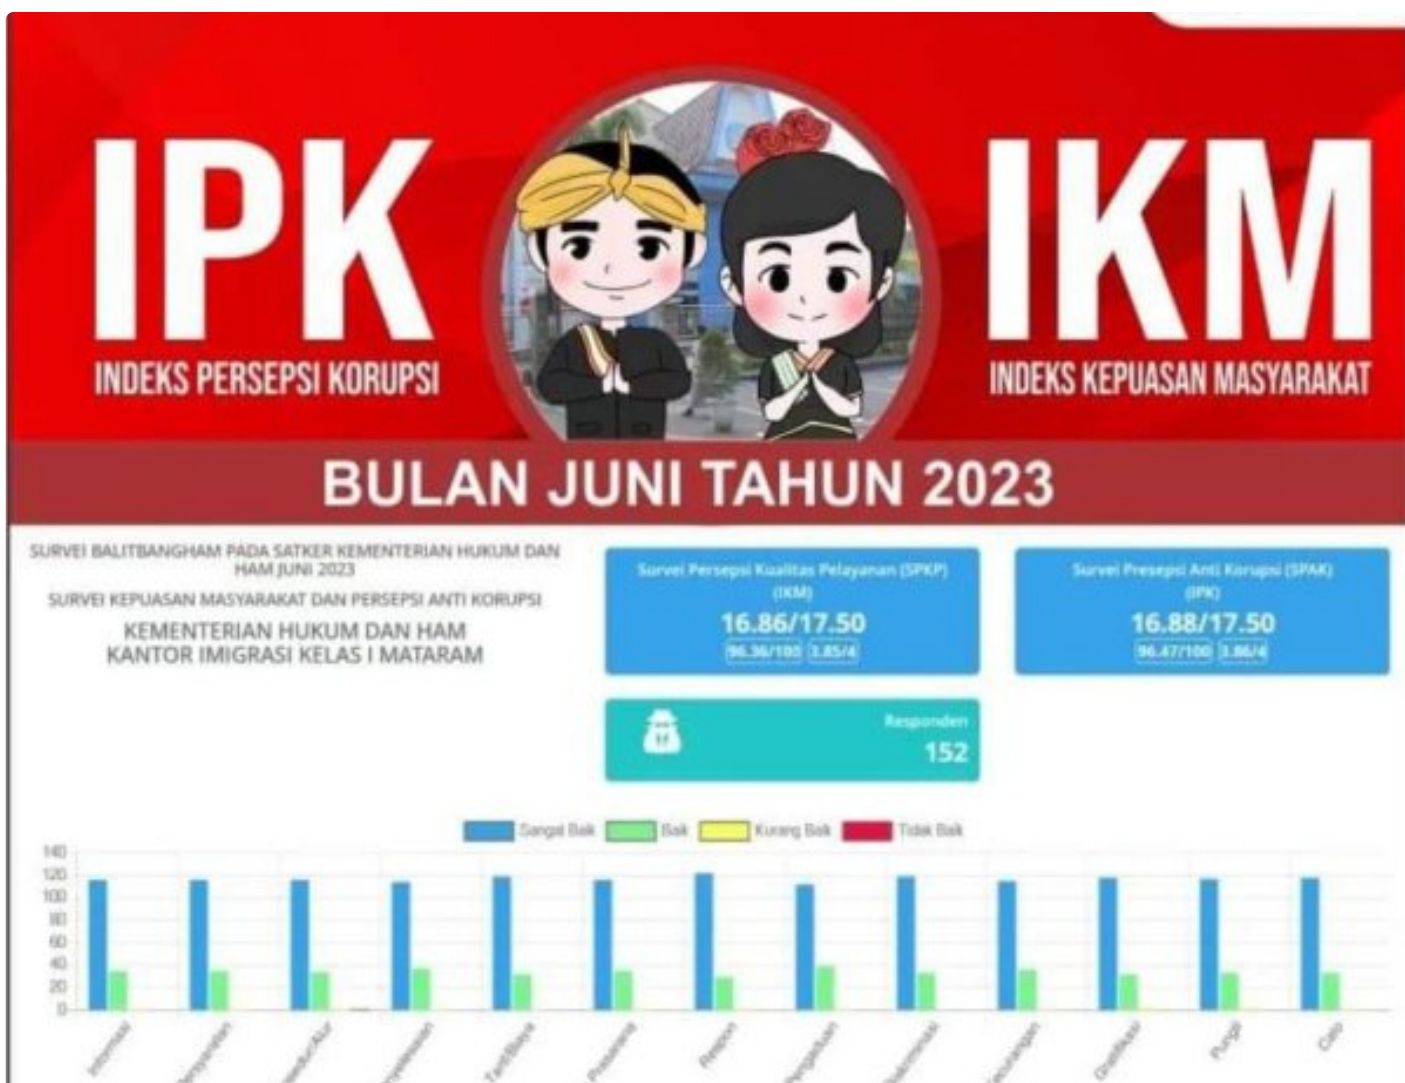 IPK
INDEKS PERSEPSI KORUPSI
IKM
INDEKS KEPUASAN MASYARAKAT
BULAN JUNI TAHUN 2023
SURVEI BALITBANGHAM PADA SATKER KEMENTERIAN HUKUM DAN
HAM JUNI 2023
SURVEI KEPUASAN MASYARAKAT DAN PERSEPSI ANTI KORUPSI
KEMENTERIAN HUKUM DAN HAM
KANTOR IMIGRASI KELAS I MATARAM
Survei Persepsi Kualitas Pelayanan (SPKP)
(IKM)
16.86/17.50
96.36/100 3.85/4
Survei Presepsi Anti Korupsi (SPAK)
(IPK)
16.88/17.50
96.47/100 3.86/4
Responden
152
Sangat Baik Baik Kurang Baik Tidak Baik
140
120
100
80
60
40
20
0
Informasi
Tarif/Biaya
Respon
Gratifikasi
Pungli
Calo